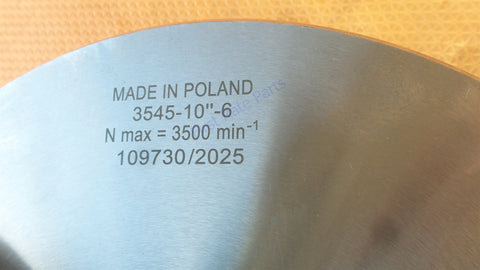 MADE IN POLAND
3545-10"-6
N max = 3500 min⁻¹
109730/2025